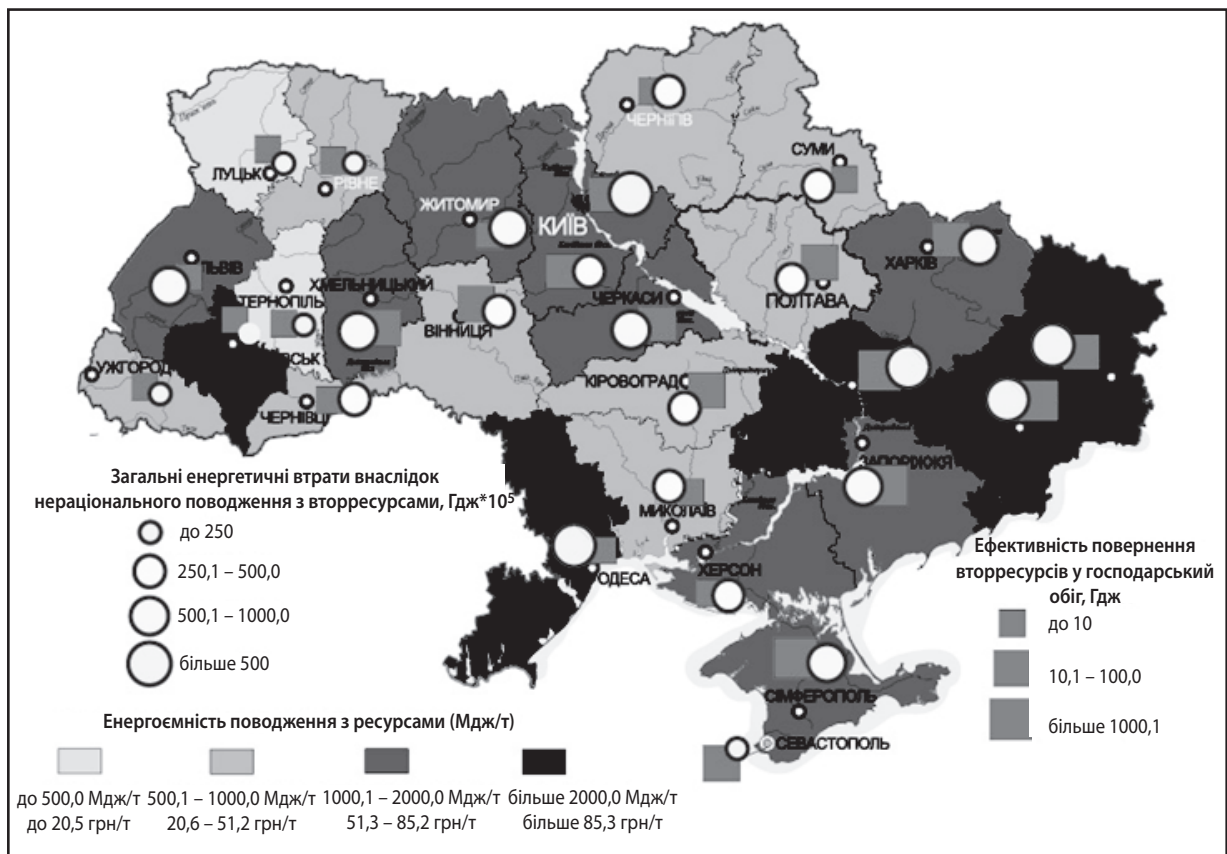 ЧЕРНІГІВ
СУМИ
ЛУЦЬК
РІВНЕ
ЖИТОМИР
КИЇВ
ЛЬВІВ
ХАРКІВ
ТЕРНОПІЛЬ
ХМЕЛЬНИЦЬКИЙ
ЧЕРКАСИ
ПОЛТАВА
ВІННИЦЯ
ВСЬК
УЖГОРОД
КІРОВОГРАД
ЧЕРНІВЦІ
ЗАПОРІЖЖЯ
МИКОЛАЇВ
ХЕРСОН
ОДЕСА
СІМФЕРОПОЛЬ
СЕВАСТОПОЛЬ
Загальні енергетичні втрати внаслідок
нераціонального поводження з вторресурсами, Гдж*10⁵
до 250
250,1 – 500,0
500,1 – 1000,0
більше 500
Ефективність повернення
вторресурсів у господарський
обіг, Гдж
до 10
10,1 – 100,0
більше 1000,1
Енергоємність поводження з ресурсами (Мдж/т)
до 500,0 Мдж/т 500,1 – 1000,0 Мдж/т 1000,1 – 2000,0 Мдж/т більше 2000,0 Мдж/т
до 20,5 грн/т 20,6 – 51,2 грн/т 51,3 – 85,2 грн/т більше 85,3 грн/т